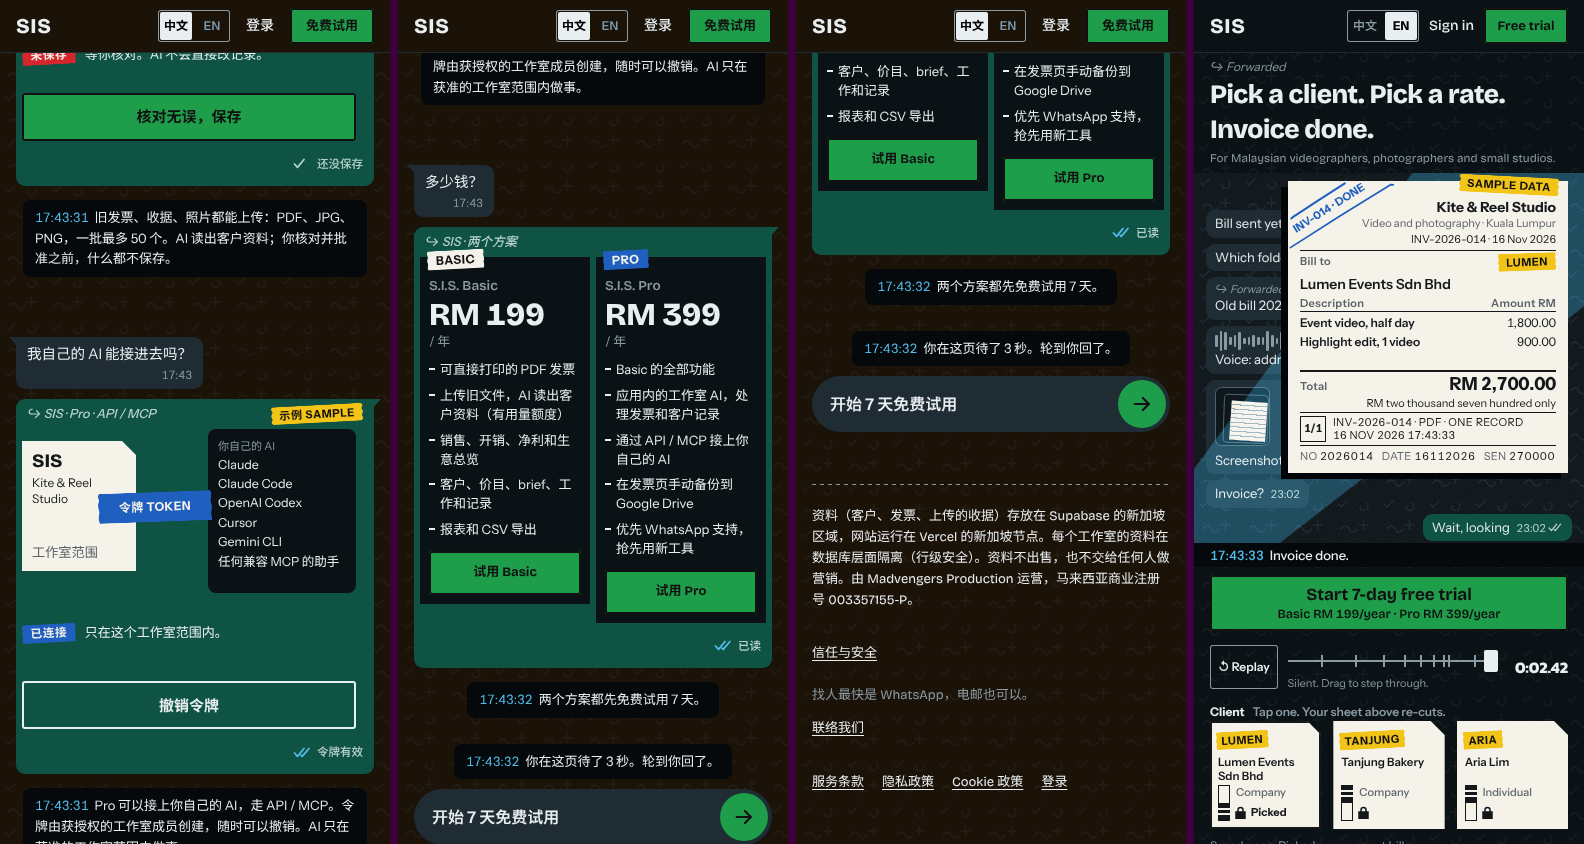 SIS
中文
EN
登录
免费试用
未保存
等你核对。AI 不会直接改记录。
核对无误，保存
还没保存
17:43:31 旧发票、收据、照片都能上传：PDF、JPG、
PNG，一批最多 50 个。AI 读出客户资料；你核对并批
准之前，什么都不保存。
我自己的 AI 能接进去吗？
17:43
SIS·Pro·API / MCP
示例 SAMPLE
SIS
Kite & Reel
Studio
工作室范围
令牌 TOKEN
你自己的 AI
Claude
Claude Code
OpenAI Codex
Cursor
Gemini CLI
任何兼容 MCP 的助手
已连接
只在这个工作室范围内。
撤销令牌
令牌有效
17:43:31 Pro 可以接上你自己的 AI，走 API / MCP。令
牌由获授权的工作室成员创建，随时可以撤销。AI 只在
获准的工作室范围内做事。
SIS
中文
EN
登录
免费试用
牌由获授权的工作室成员创建，随时可以撤销。AI 只在
获准的工作室范围内做事。
多少钱？
17:43
SIS·两个方案
BASIC
S.I.S. Basic
RM 199
/ 年
可直接打印的 PDF 发票
上传旧文件，AI 读出客
户资料（有用量额度）
销售、开销、净利和生
意总览
客户、价目、brief、工
作和记录
报表和 CSV 导出
试用 Basic
PRO
S.I.S. Pro
RM 399
/ 年
Basic 的全部功能
应用内的工作室 AI，处
理发票和客户记录
通过 API / MCP 接上你
自己的 AI
在发票页手动备份到
Google Drive
优先 WhatsApp 支持，
抢先用新工具
试用 Pro
已读
17:43:32 两个方案都先免费试用 7 天。
17:43:32 你在这页待了 3 秒。轮到你回了。
开始 7 天免费试用
SIS
中文
EN
登录
免费试用
客户、价目、brief、工
作和记录
报表和 CSV 导出
试用 Basic
在发票页手动备份到
Google Drive
优先 WhatsApp 支持，
抢先用新工具
试用 Pro
已读
17:43:32 两个方案都先免费试用 7 天。
17:43:32 你在这页待了 3 秒。轮到你回了。
开始 7 天免费试用
资料（客户、发票、上传的收据）存放在 Supabase 的新加坡
区域，网站运行在 Vercel 的新加坡节点。每个工作室的资料在
数据库层面隔离（行级安全）。资料不出售，也不交给任何人做
营销。由 Madvengers Production 运营，马来西亚商业注册
号 003357155-P。
信任与安全
找人最快是 WhatsApp，电邮也可以。
联络我们
服务条款
隐私政策
Cookie 政策
登录
SIS
中文
EN
Sign in
Free trial
Forwarded
Pick a client. Pick a rate.
Invoice done.
For Malaysian videographers, photographers and small studios.
Bill sent yet
Which fold
Forwarded
Old bill 202
Voice: addr
Screenshot
Invoice? 23:02
Wait, looking 23:02
SAMPLE DATA
INV-014·DONE
Kite & Reel Studio
Video and photography·Kuala Lumpur
INV-2026-014·16 Nov 2026
Bill to
LUMEN
Lumen Events Sdn Bhd
Description
Amount RM
Event video, half day
1,800.00
Highlight edit, 1 video
900.00
Total
RM 2,700.00
RM two thousand seven hundred only
1/1
INV-2026-014·PDF·ONE RECORD
16 NOV 2026 17:43:33
NO 2026014 DATE 16112026 SEN 270000
17:43:33 Invoice done.
Start 7-day free trial
Basic RM 199/year · Pro RM 399/year
Replay
0:02.42
Silent. Drag to step through.
Client Tap one. Your sheet above re-cuts.
LUMEN
Lumen Events
Sdn Bhd
Company
Picked
TANJUNG
Tanjung Bakery
Company
ARIA
Aria Lim
Individual